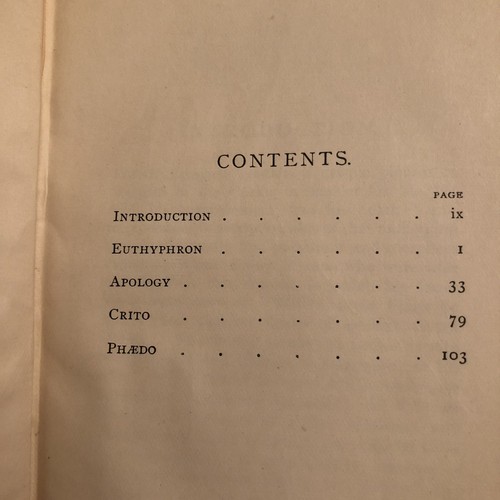 CONTENTS.
PAGE
INTRODUCTION . . . . . . ix
EUTHYPHRON . . . . . . 1
APOLOGY . . . . . . . 33
CRITO . . . . . . . 79
PHÆDO . . . . . . . 103